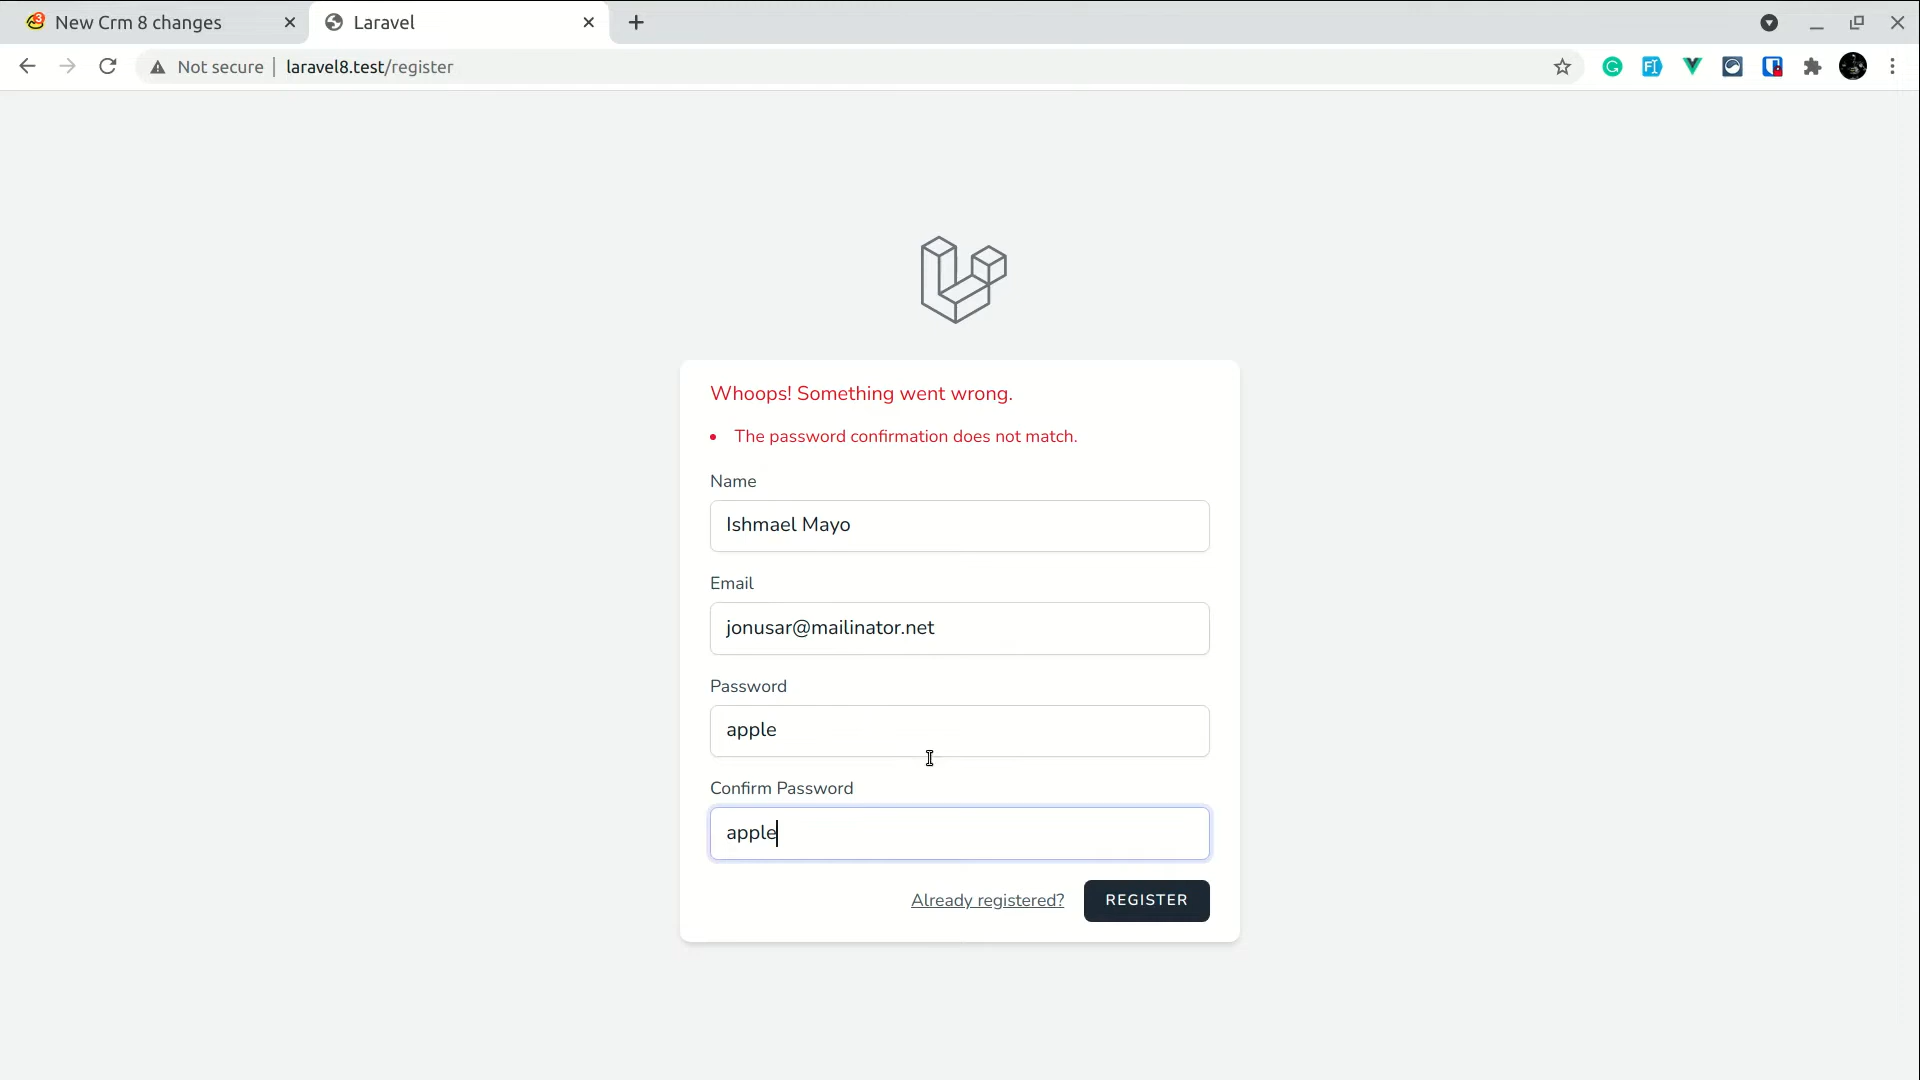 New Crm 8 changes
Laravel
Not secure | laravel8.test/register
Whoops! Something went wrong.
• The password confirmation does not match.
Name
Ishmael Mayo
Email
jonusar@mailinator.net
Password
apple
Confirm Password
apple
Already registered?
REGISTER